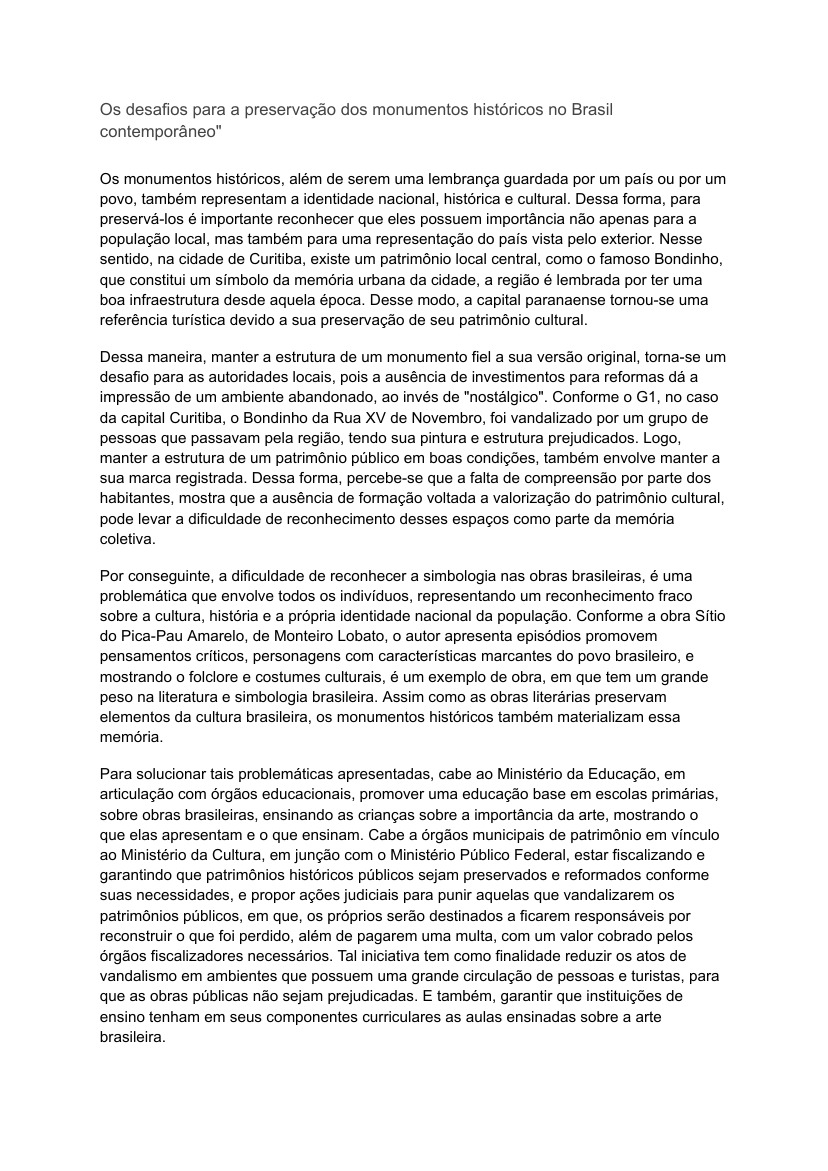 Os desafios para a preservação dos monumentos históricos no Brasil
contemporâneo"
Os monumentos históricos, além de serem uma lembrança guardada por um país ou por um
povo, também representam a identidade nacional, histórica e cultural. Dessa forma, para
preservá-los é importante reconhecer que eles possuem importância não apenas para a
população local, mas também para uma representação do país vista pelo exterior. Nesse
sentido, na cidade de Curitiba, existe um patrimônio local central, como o famoso Bondinho,
que constitui um símbolo da memória urbana da cidade, a região é lembrada por ter uma
boa infraestrutura desde aquela época. Desse modo, a capital paranaense tornou-se uma
referência turística devido a sua preservação de seu patrimônio cultural.
Dessa maneira, manter a estrutura de um monumento fiel a sua versão original, torna-se um
desafio para as autoridades locais, pois a ausência de investimentos para reformas dá a
impressão de um ambiente abandonado, ao invés de "nostálgico". Conforme o G1, no caso
da capital Curitiba, o Bondinho da Rua XV de Novembro, foi vandalizado por um grupo de
pessoas que passavam pela região, tendo sua pintura e estrutura prejudicados. Logo,
manter a estrutura de um patrimônio público em boas condições, também envolve manter a
sua marca registrada. Dessa forma, percebe-se que a falta de compreensão por parte dos
habitantes, mostra que a ausência de formação voltada a valorização do patrimônio cultural,
pode levar a dificuldade de reconhecimento desses espaços como parte da memória
coletiva.
Por conseguinte, a dificuldade de reconhecer a simbologia nas obras brasileiras, é uma
problemática que envolve todos os indivíduos, representando um reconhecimento fraco
sobre a cultura, história e a própria identidade nacional da população. Conforme a obra Sítio
do Pica-Pau Amarelo, de Monteiro Lobato, o autor apresenta episódios promovem
pensamentos críticos, personagens com características marcantes do povo brasileiro, e
mostrando o folclore e costumes culturais, é um exemplo de obra, em que tem um grande
peso na literatura e simbologia brasileira. Assim como as obras literárias preservam
elementos da cultura brasileira, os monumentos históricos também materializam essa
memória.
Para solucionar tais problemáticas apresentadas, cabe ao Ministério da Educação, em
articulação com órgãos educacionais, promover uma educação base em escolas primárias,
sobre obras brasileiras, ensinando as crianças sobre a importância da arte, mostrando o
que elas apresentam e o que ensinam. Cabe a órgãos municipais de patrimônio em vínculo
ao Ministério da Cultura, em junção com o Ministério Público Federal, estar fiscalizando e
garantindo que patrimônios históricos públicos sejam preservados e reformados conforme
suas necessidades, e propor ações judiciais para punir aquelas que vandalizarem os
patrimônios públicos, em que, os próprios serão destinados a ficarem responsáveis por
reconstruir o que foi perdido, além de pagarem uma multa, com um valor cobrado pelos
órgãos fiscalizadores necessários. Tal iniciativa tem como finalidade reduzir os atos de
vandalismo em ambientes que possuem uma grande circulação de pessoas e turistas, para
que as obras públicas não sejam prejudicadas. E também, garantir que instituições de
ensino tenham em seus componentes curriculares as aulas ensinadas sobre a arte
brasileira.